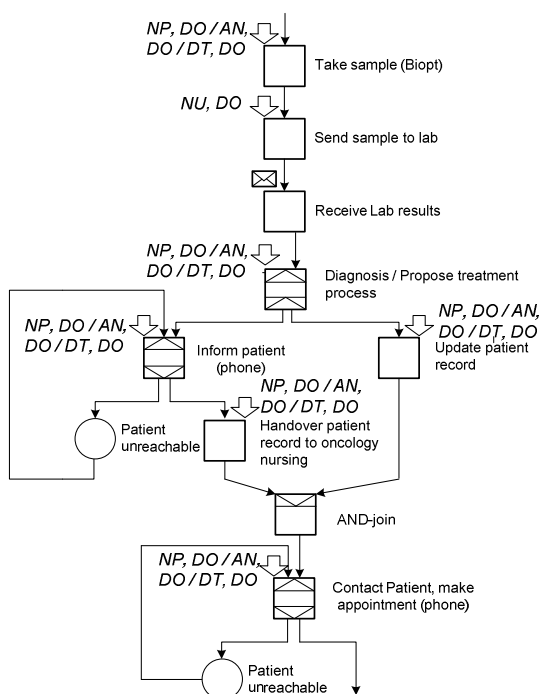 NP, DO / AN,
DO / DT, DO
Take sample (Biopt)
NU, DO
Send sample to lab
Receive Lab results
NP, DO / AN,
DO / DT, DO
Diagnosis / Propose treatment
process
NP, DO / AN,
DO / DT, DO
Inform patient
(phone)
NP, DO / AN,
DO / DT, DO
Update patient
record
NP, DO / AN,
DO / DT, DO
Patient
unreachable
Handover patient
record to oncology
nursing
AND-join
NP, DO / AN,
DO / DT, DO
Contact Patient, make
appointment (phone)
Patient
unreachable